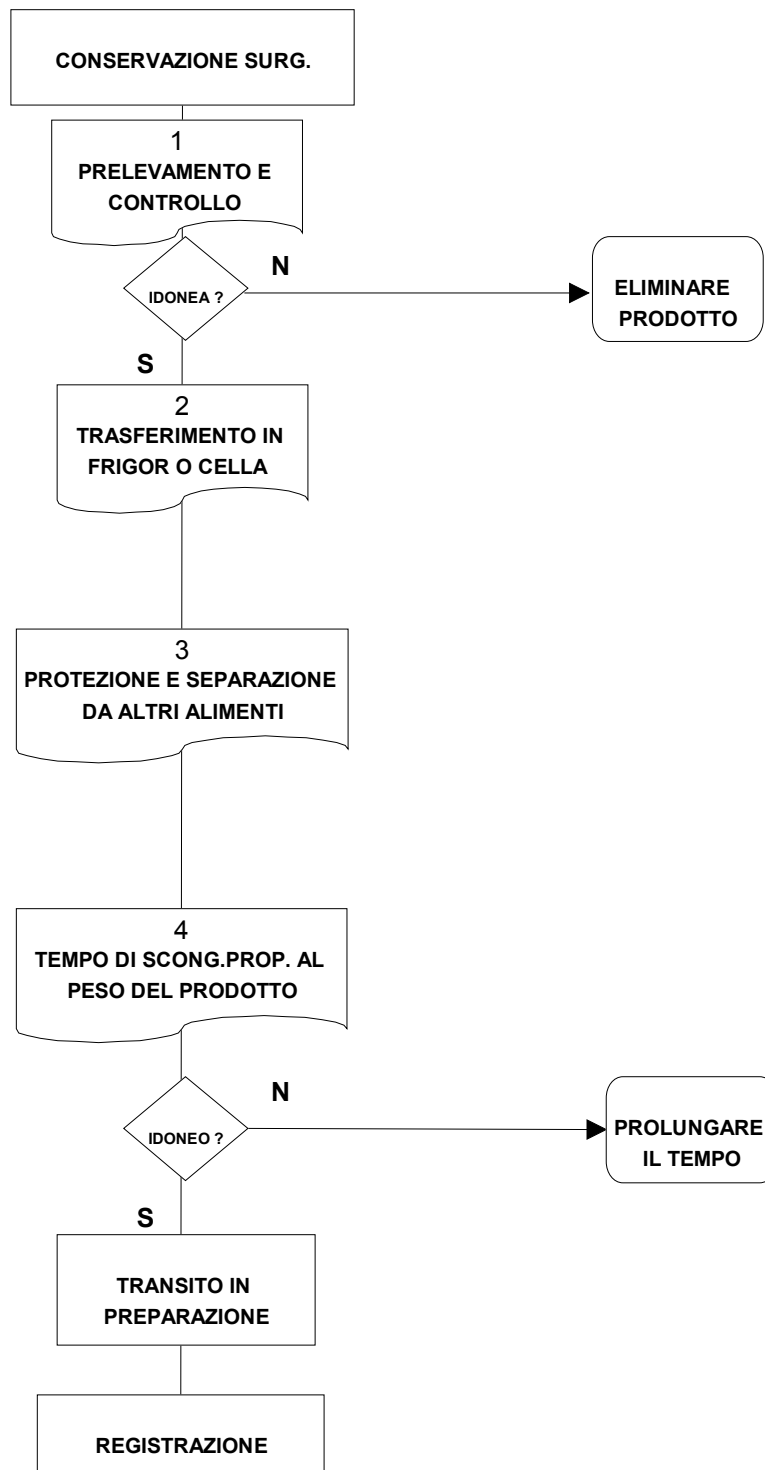 CONSERVAZIONE SURG.
1
PRELEVAMENTO E
CONTROLLO
IDONEA ?
N
ELIMINARE
PRODOTTO
S
2
TRASFERIMENTO IN
FRIGOR O CELLA
3
PROTEZIONE E SEPARAZIONE
DA ALTRI ALIMENTI
4
TEMPO DI SCONG.PROP. AL
PESO DEL PRODOTTO
IDONEO ?
N
PROLUNGARE
IL TEMPO
S
TRANSITO IN
PREPARAZIONE
REGISTRAZIONE